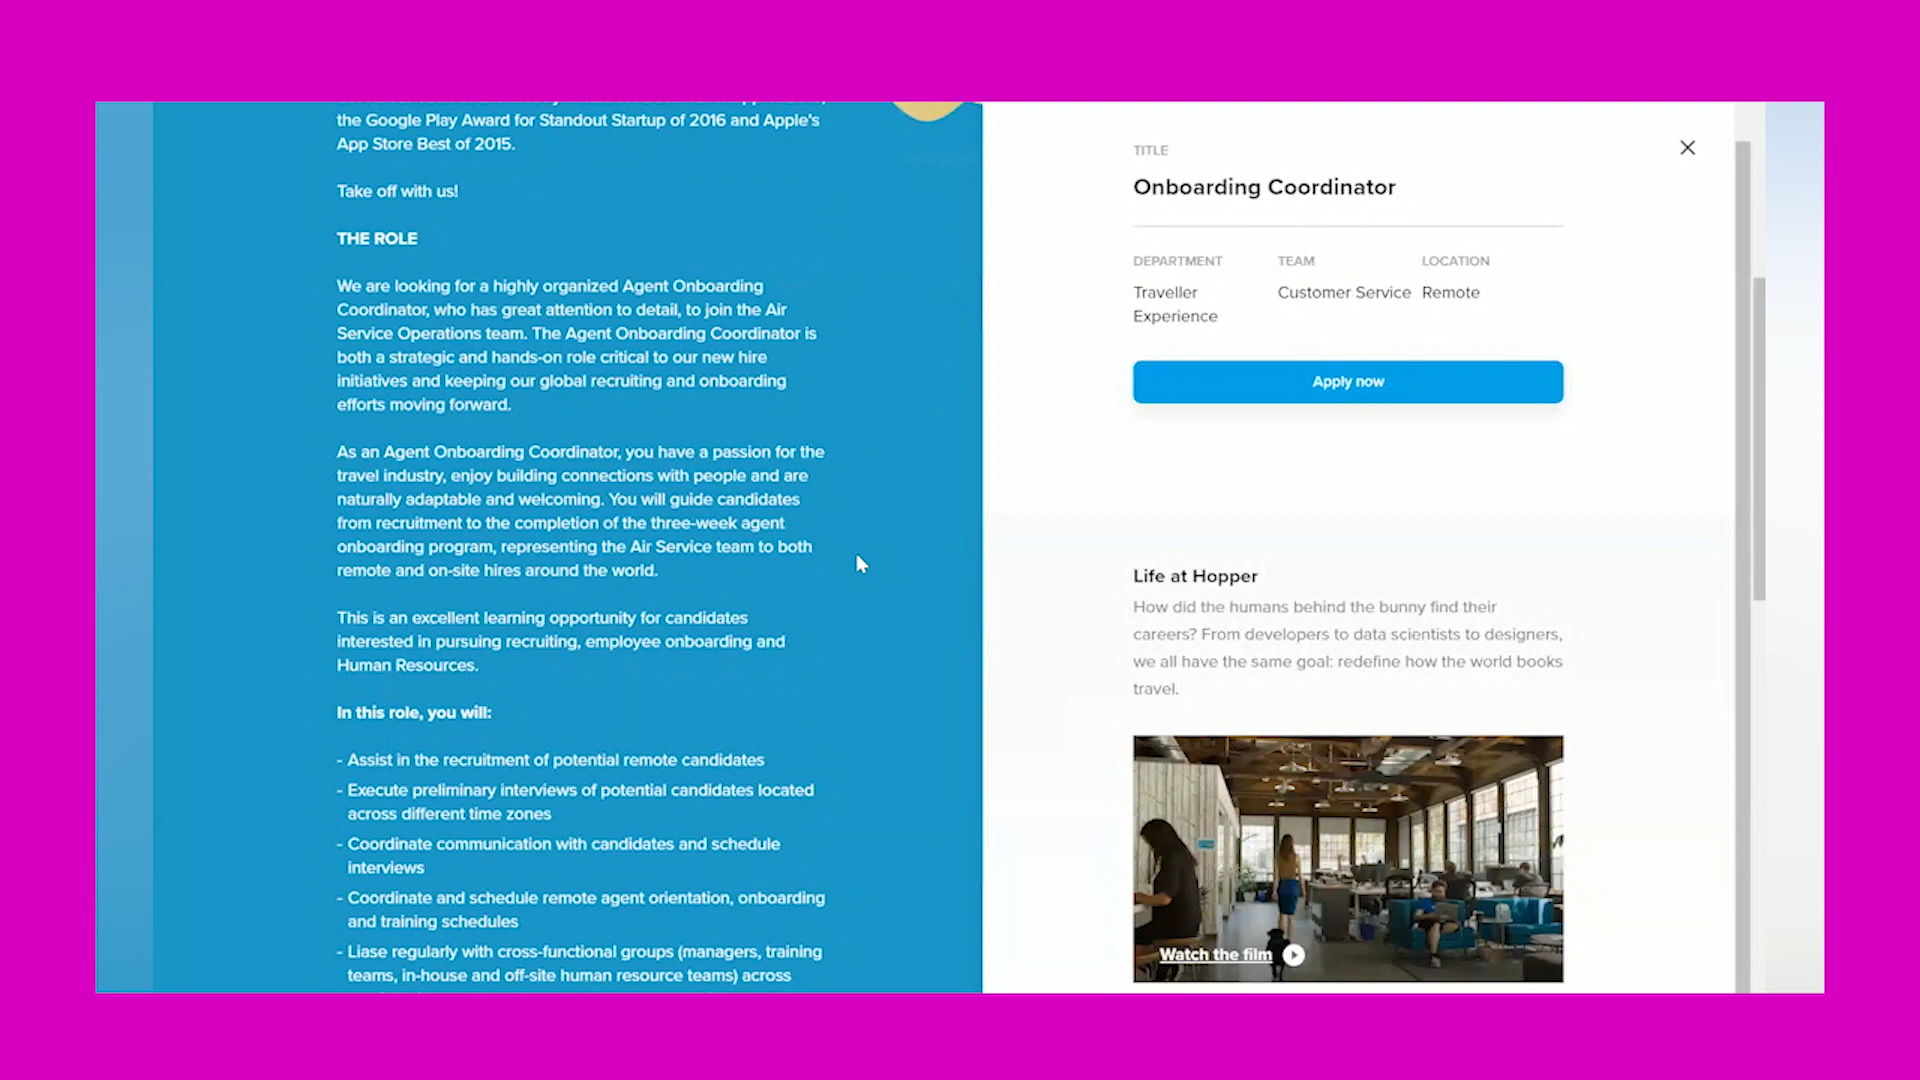 the Google Play Award for Standout Startup of 2016 and Apple's
App Store Best of 2015.
Take off with us!
THE ROLE
We are looking for a highly organized Agent Onboarding
Coordinator, who has great attention to detail, to join the Air
Service Operations team. The Agent Onboarding Coordinator is
both a strategic and hands-on role critical to our new hire
initiatives and keeping our global recruiting and onboarding
efforts moving forward.
As an Agent Onboarding Coordinator, you have a passion for the
travel industry, enjoy building connections with people and are
naturally adaptable and welcoming. You will guide candidates
from recruitment to the completion of the three-week agent
onboarding program, representing the Air Service team to both
remote and on-site hires around the world.
This is an excellent learning opportunity for candidates
interested in pursuing recruiting, employee onboarding and
Human Resources.
In this role, you will:
- Assist in the recruitment of potential remote candidates
- Execute preliminary interviews of potential candidates located
across different time zones
- Coordinate communication with candidates and schedule
interviews
- Coordinate and schedule remote agent orientation, onboarding
and training schedules
- Liase regularly with cross-functional groups (managers, training
teams, in-house and off-site human resource teams) across
TITLE
Onboarding Coordinator
DEPARTMENT TEAM LOCATION
Traveller Customer Service Remote
Experience
Apply now
Life at Hopper
How did the humans behind the bunny find their
careers? From developers to data scientists to designers,
we all have the same goal: redefine how the world books
travel.
Watch the film